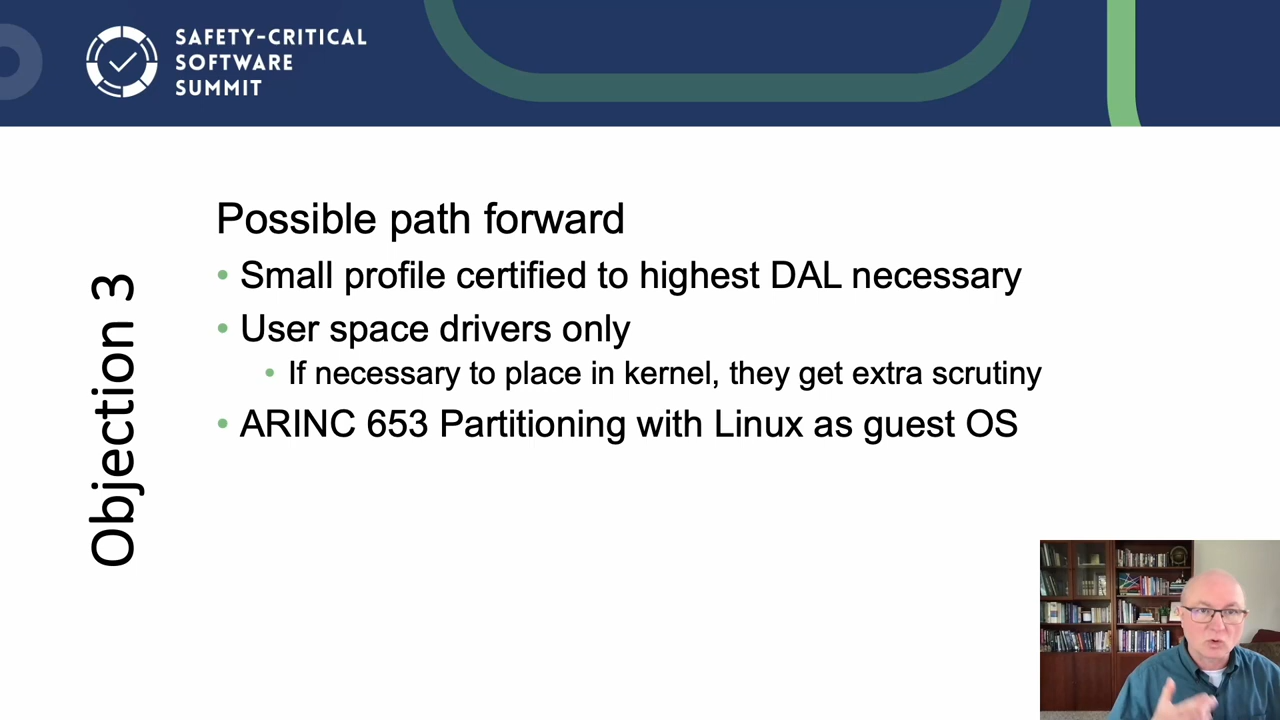 SAFETY-CRITICAL
SOFTWARE
SUMMIT
Objection 3
Possible path forward
• Small profile certified to highest DAL necessary
• User space drivers only
• If necessary to place in kernel, they get extra scrutiny
• ARINC 653 Partitioning with Linux as guest OS